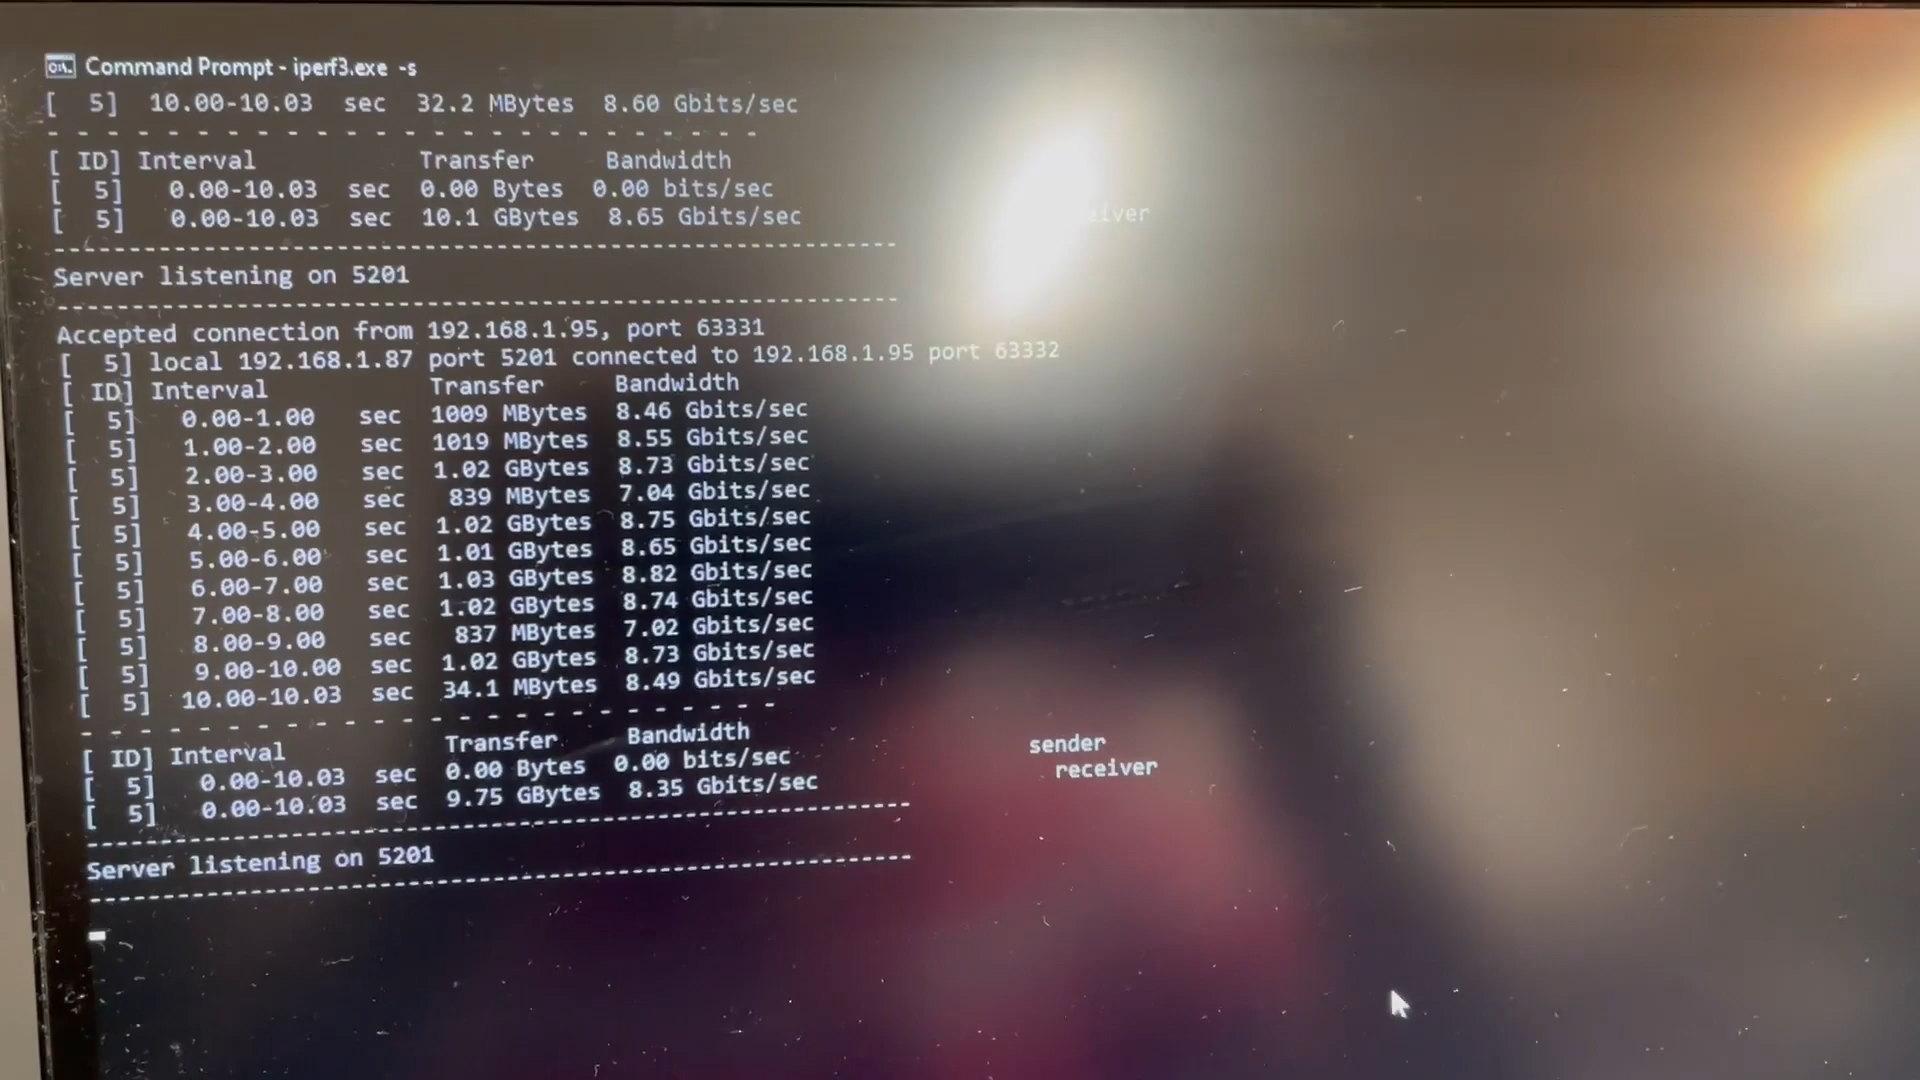 Command Prompt - iperf3.exe -s
[  5]  10.00-10.03  sec  32.2 MBytes  8.60 Gbits/sec
- - - - - - - - - - - - - - - - - - - - - - - - -
[ ID] Interval           Transfer     Bandwidth
[  5]   0.00-10.03  sec  0.00 Bytes  0.00 bits/sec
[  5]   0.00-10.03  sec  10.1 GBytes  8.65 Gbits/sec
-----------------------------------------------------------
Server listening on 5201
-----------------------------------------------------------
Accepted connection from 192.168.1.95, port 63331
[  5] local 192.168.1.87 port 5201 connected to 192.168.1.95 port 63332
[ ID] Interval           Transfer     Bandwidth
[  5]   0.00-1.00   sec  1009 MBytes  8.46 Gbits/sec
[  5]   1.00-2.00   sec  1019 MBytes  8.55 Gbits/sec
[  5]   2.00-3.00   sec  1.02 GBytes  8.73 Gbits/sec
[  5]   3.00-4.00   sec   839 MBytes  7.04 Gbits/sec
[  5]   4.00-5.00   sec  1.02 GBytes  8.75 Gbits/sec
[  5]   5.00-6.00   sec  1.01 GBytes  8.65 Gbits/sec
[  5]   6.00-7.00   sec  1.03 GBytes  8.82 Gbits/sec
[  5]   7.00-8.00   sec  1.02 GBytes  8.74 Gbits/sec
[  5]   8.00-9.00   sec   837 MBytes  7.02 Gbits/sec
[  5]   9.00-10.00  sec  1.02 GBytes  8.73 Gbits/sec
[  5]  10.00-10.03  sec  34.1 MBytes  8.49 Gbits/sec
- - - - - - - - - - - - - - - - - - - - - - - - -
[ ID] Interval           Transfer     Bandwidth
[  5]   0.00-10.03  sec  0.00 Bytes  0.00 bits/sec                  sender
[  5]   0.00-10.03  sec  9.75 GBytes  8.35 Gbits/sec                  receiver
-----------------------------------------------------------
Server listening on 5201
-----------------------------------------------------------